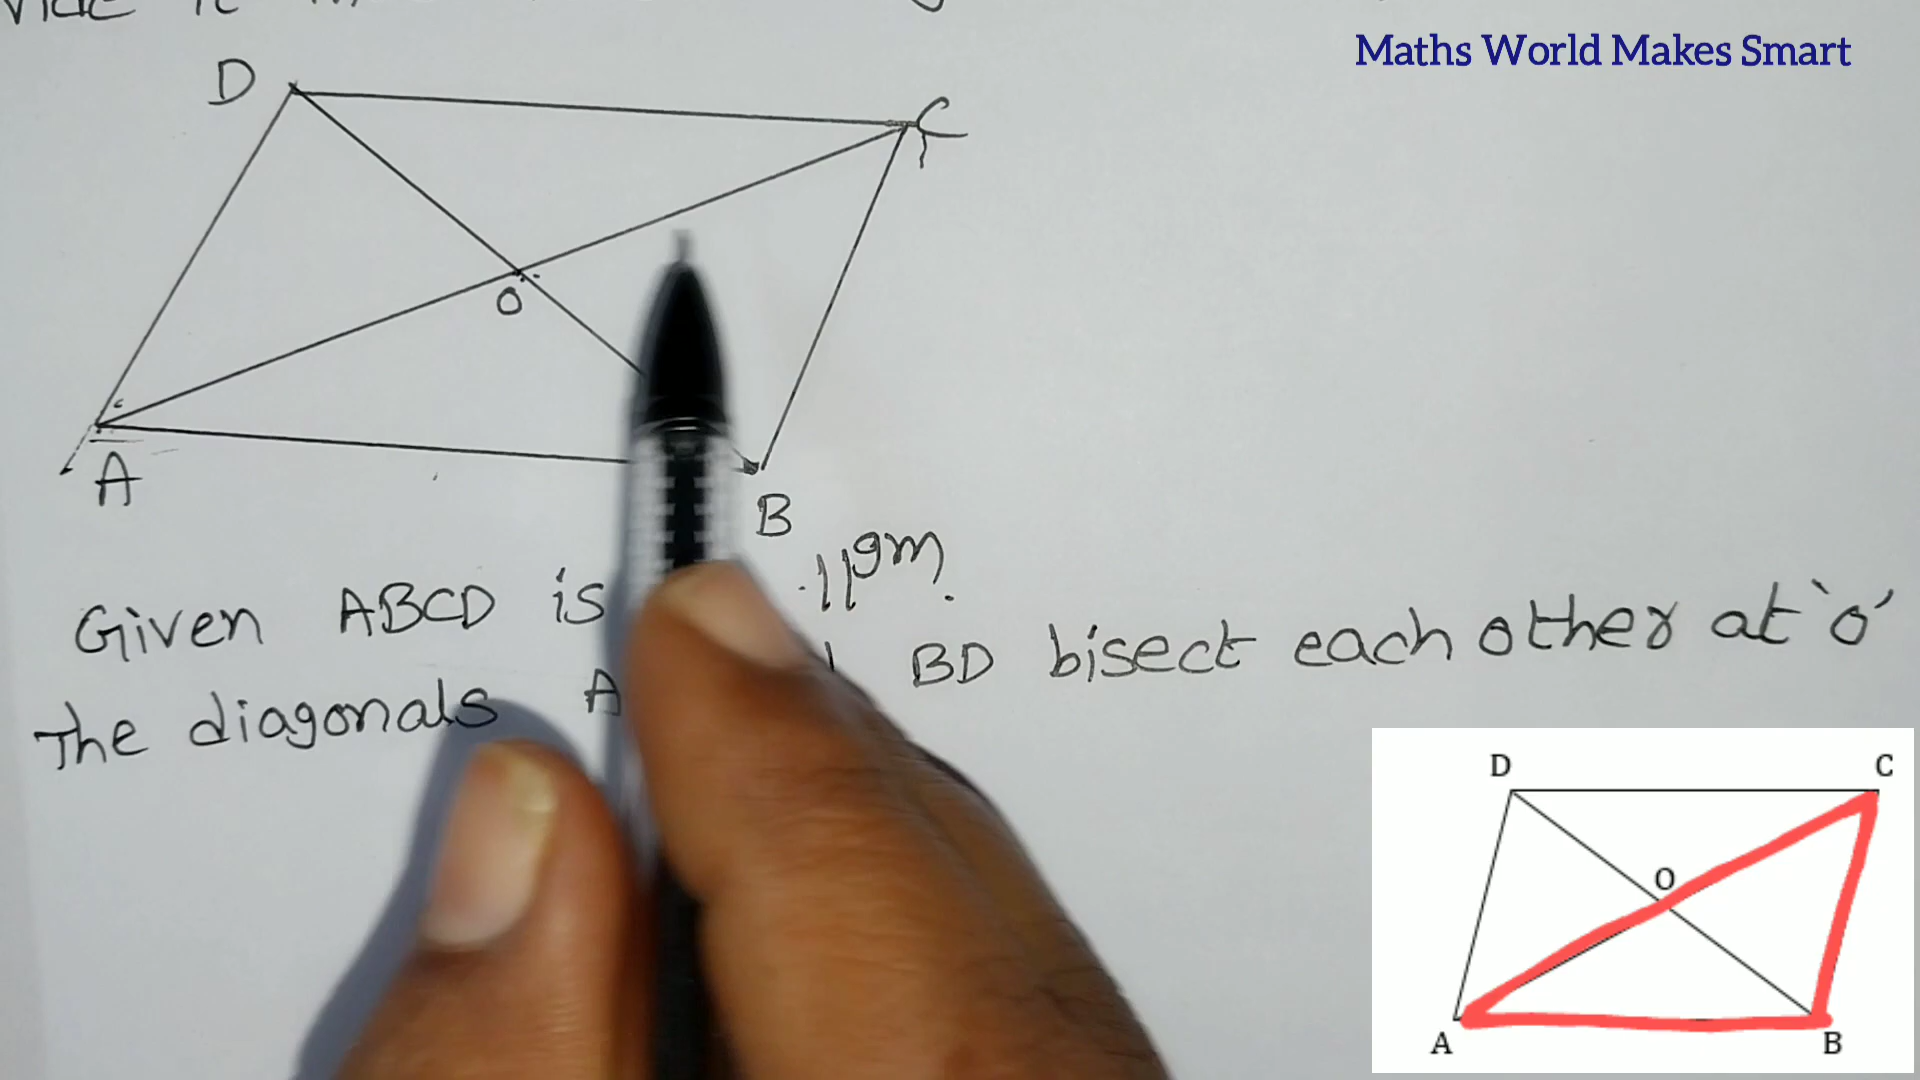 Maths World Makes Smart
D
C
O
A
B
Given ABCD is ||gm.
The diagonals A BD bisect each other at 'O'
D C
O
A B